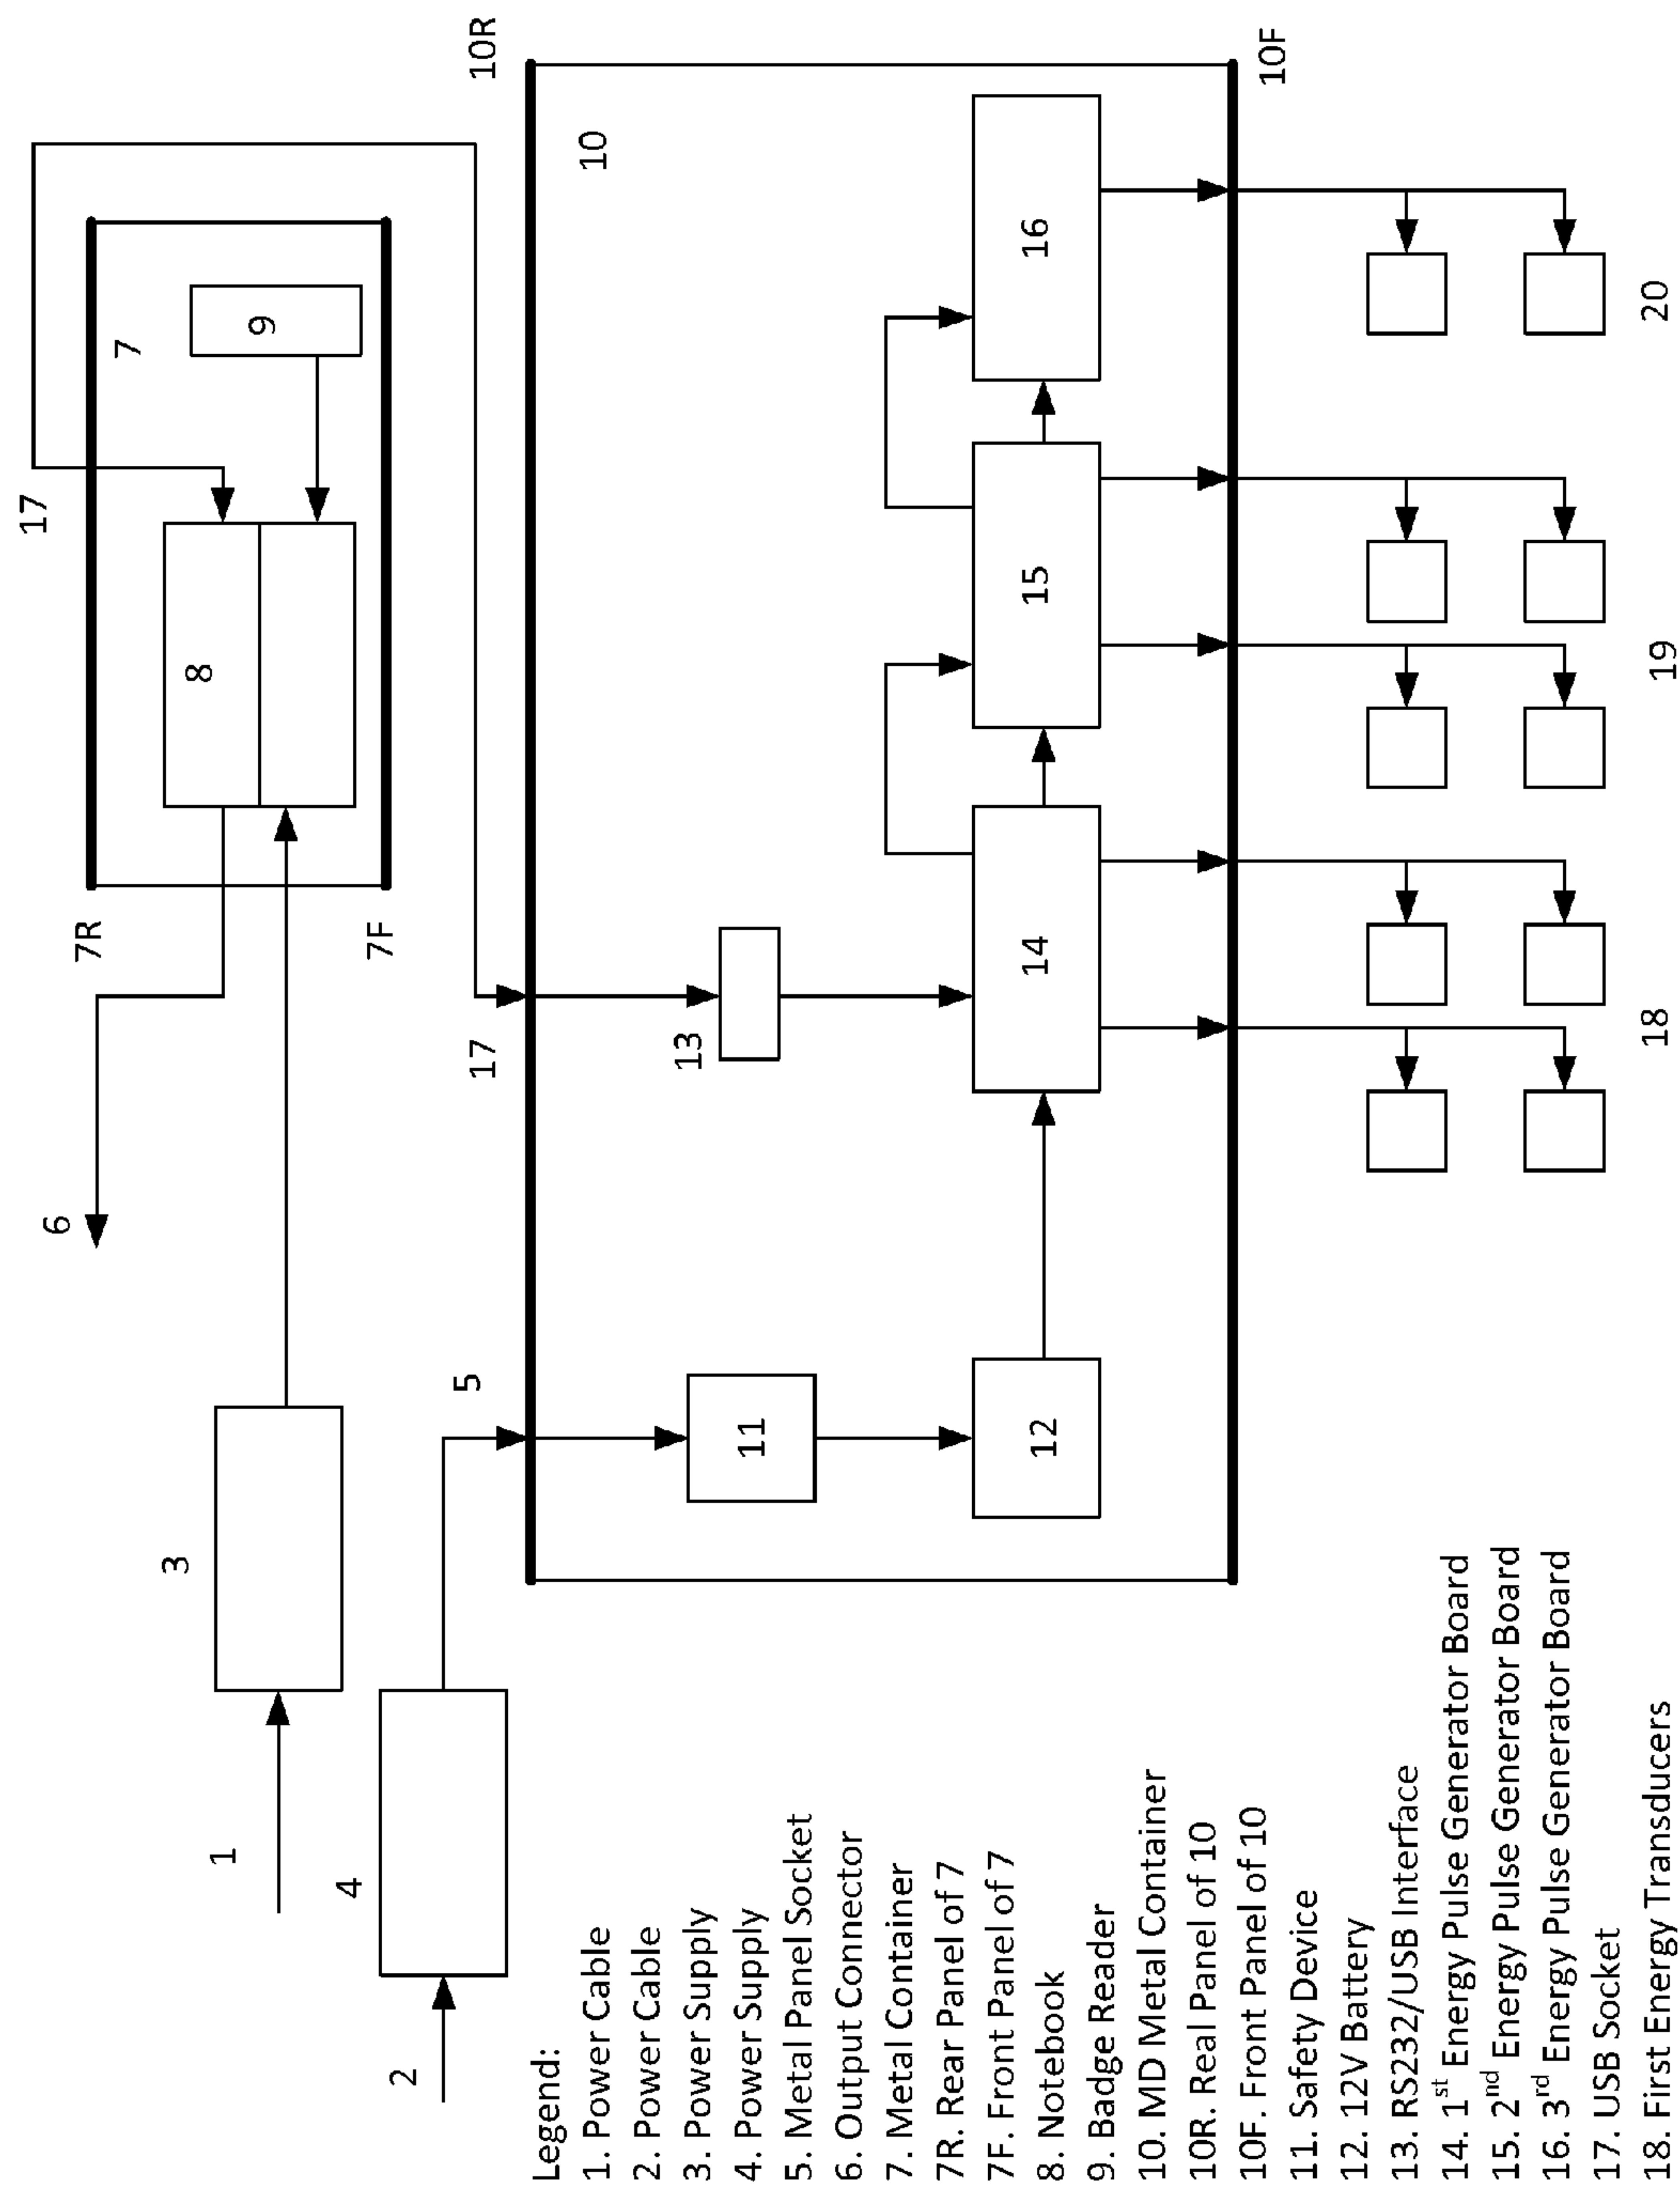 17
6
7R
7
3
8
1
9
4
7F
2
5
17
10R
10
13
11
12 14 15 16
10F
18 19 20
Legend:
1. Power Cable
2. Power Cable
3. Power Supply
4. Power Supply
5. Metal Panel Socket
6. Output Connector
7. Metal Container
7R. Rear Panel of 7
7F. Front Panel of 7
8. Notebook
9. Badge Reader
10. MD Metal Container
10R. Real Panel of 10
10F. Front Panel of 10
11. Safety Device
12. 12V Battery
13. RS232/USB Interface
14. 1st Energy Pulse Generator Board
15. 2nd Energy Pulse Generator Board
16. 3rd Energy Pulse Generator Board
17. USB Socket
18. First Energy Transducers